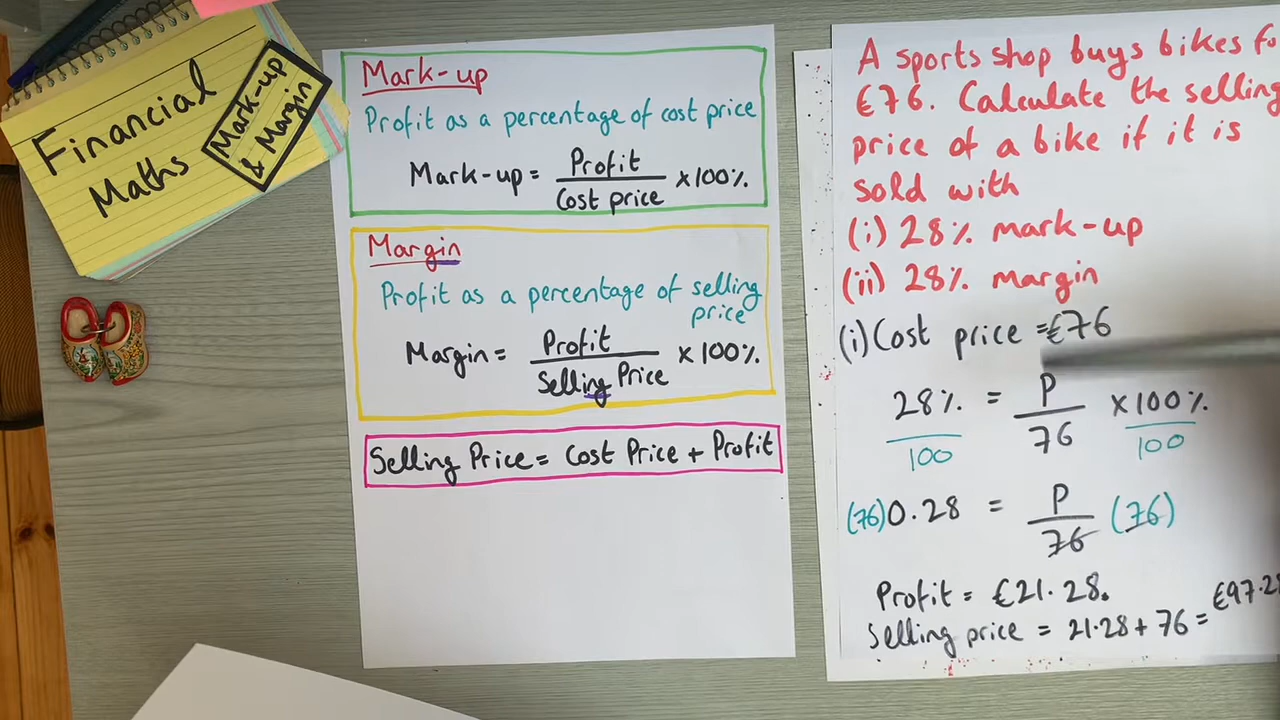 Financial
Maths
Mark-up
& Margin
Mark-up
Profit as a percentage of cost price
Mark-up = Profit / Cost price ×100%.
Margin
Profit as a percentage of selling
price
Margin = Profit / Selling Price ×100%.
Selling Price = Cost Price + Profit
A sports shop buys bikes fo
€76. Calculate the selling
price of a bike if it is
sold with
(i) 28% mark-up
(ii) 28% margin
(i) Cost price = €76
28% / 100 = P / 76 ×100% / 100
(76) 0.28 = P / 76 (76)
Profit = €21.28.
Selling price = 21.28 + 76 = €97.28